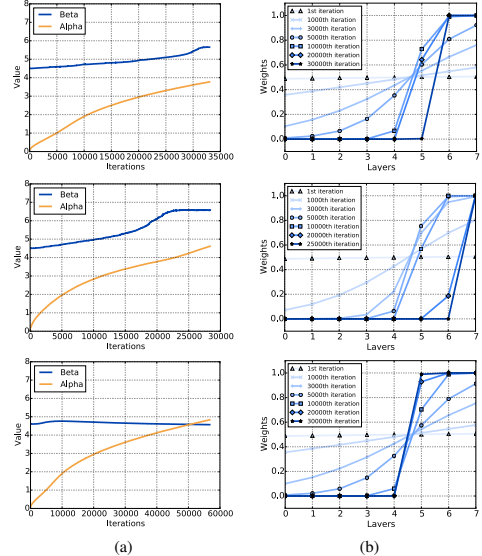 8
7
6
5
4
3
2
1
0
Value
Beta
Alpha
0 5000 10000 15000 20000 25000 30000 35000
Iterations
1.0
0.8
0.6
0.4
0.2
0.0
Weights
1st iteration
1000th iteration
3000th iteration
5000th iteration
10000th iteration
20000th iteration
30000th iteration
0 1 2 3 4 5 6 7
Layers
8
7
6
5
4
3
2
1
0
Value
Beta
Alpha
0 5000 10000 15000 20000 25000 30000
Iterations
1.0
0.8
0.6
0.4
0.2
0.0
Weights
1st iteration
1000th iteration
3000th iteration
5000th iteration
10000th iteration
20000th iteration
25000th iteration
0 1 2 3 4 5 6 7
Layers
8
7
6
5
4
3
2
1
0
Value
Beta
Alpha
0 10000 20000 30000 40000 50000 60000
Iterations
1.0
0.8
0.6
0.4
0.2
0.0
Weights
1st iteration
1000th iteration
3000th iteration
5000th iteration
10000th iteration
20000th iteration
30000th iteration
0 1 2 3 4 5 6 7
Layers
(a)
(b)